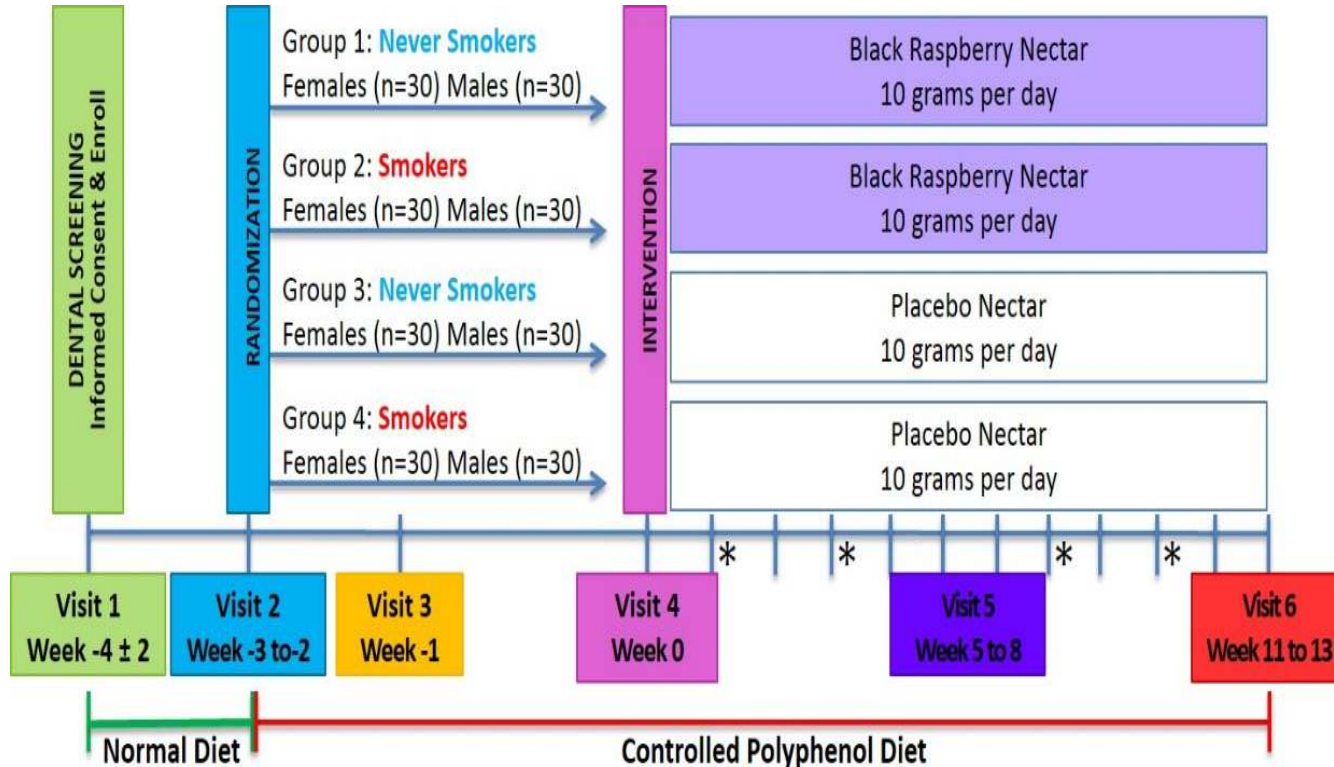 DENTAL SCREENING
Informed Consent & Enroll
RANDOMIZATION
Group 1: Never Smokers
Females (n=30) Males (n=30)
Group 2: Smokers
Females (n=30) Males (n=30)
Group 3: Never Smokers
Females (n=30) Males (n=30)
Group 4: Smokers
Females (n=30) Males (n=30)
INTERVENTION
Black Raspberry Nectar
10 grams per day
Black Raspberry Nectar
10 grams per day
Placebo Nectar
10 grams per day
Placebo Nectar
10 grams per day
* * * *
Visit 1
Week -4 ± 2
Visit 2
Week -3 to-2
Visit 3
Week -1
Visit 4
Week 0
Visit 5
Week 5 to 8
Visit 6
Week 11 to 13
Normal Diet
Controlled Polyphenol Diet